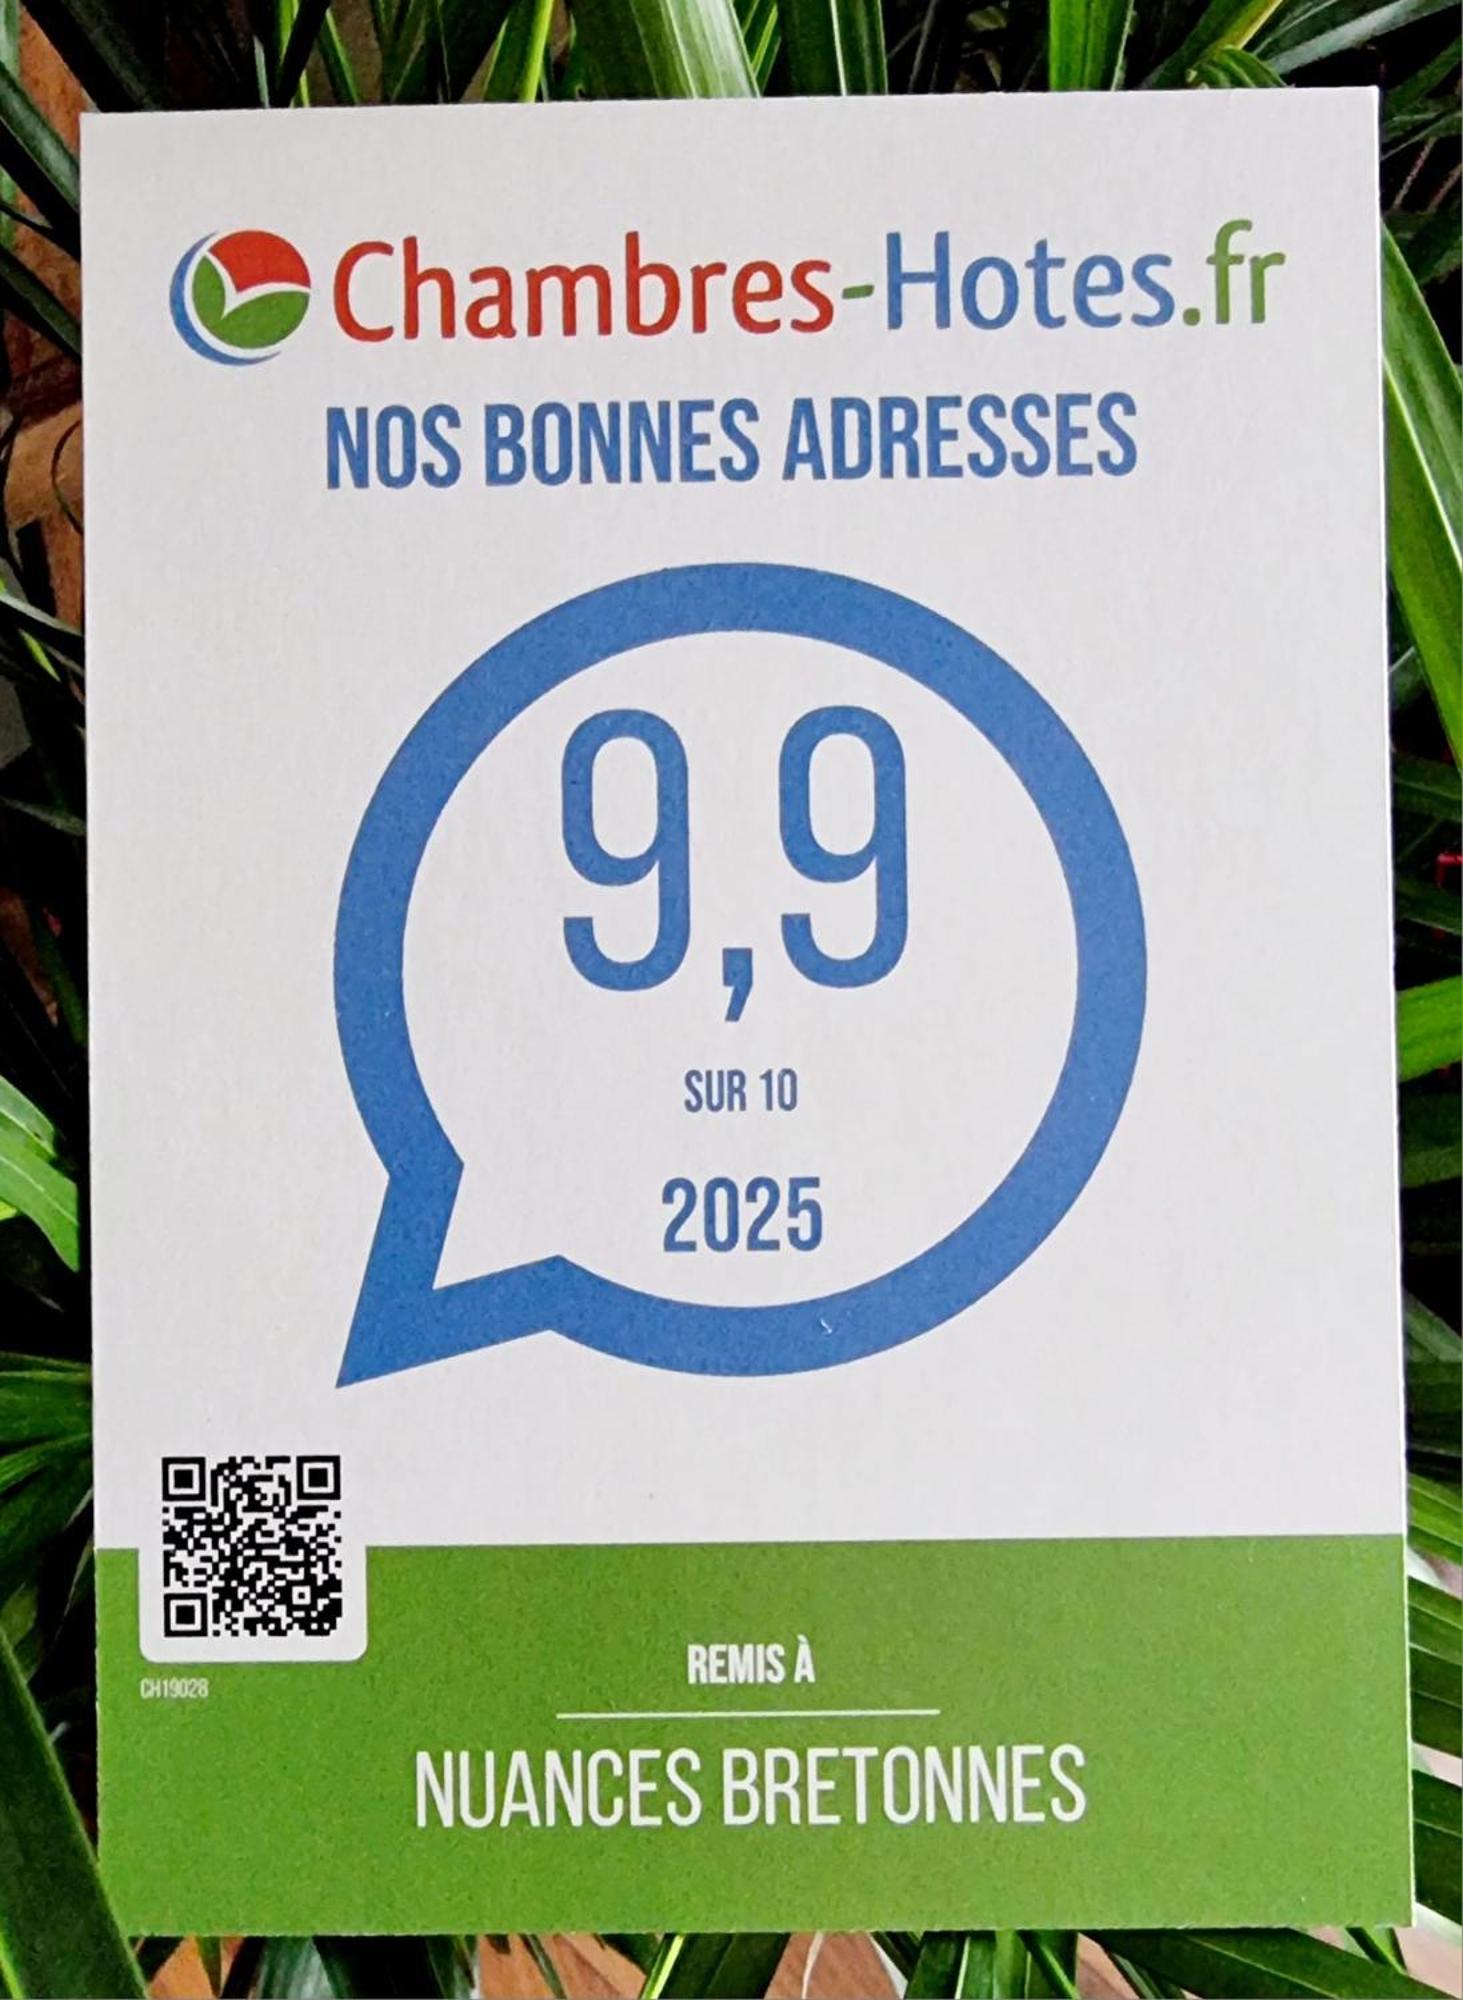 Chambres-Hotes.fr
NOS BONNES ADRESSES
9,9
SUR 10
2025
CH19028
REMIS À
NUANCES BRETONNES